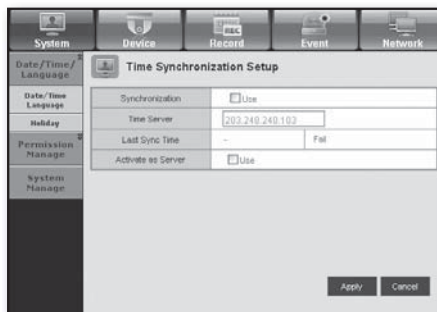 System
Device
Record
Event
Network
REC
Date/Time/
Language
Date/Time
Language
Holiday
Permission
Manage
System
Manage
Time Synchronization Setup
Synchronization
Use
Time Server
203.248.240.103
Last Sync Time
-
Fail
Activate as Server
Use
Apply
Cancel